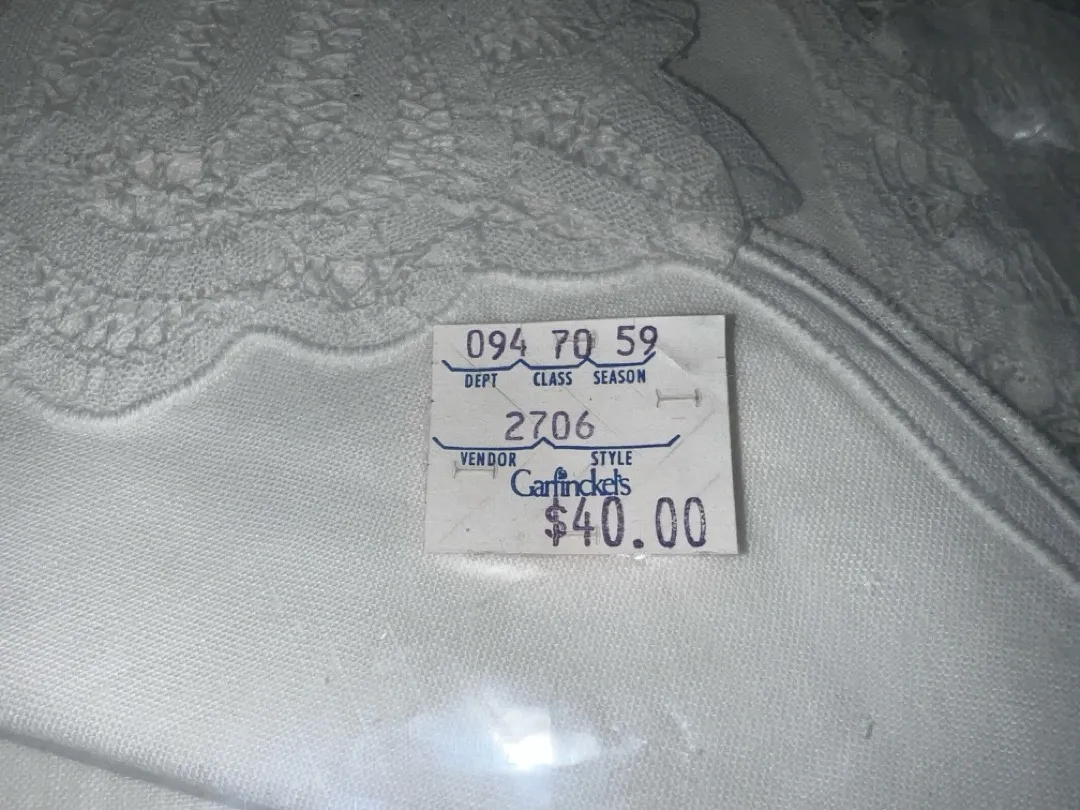 094 70 59
DEPT CLASS SEASON
2706
VENDOR STYLE
Garfinckel's
$40.00